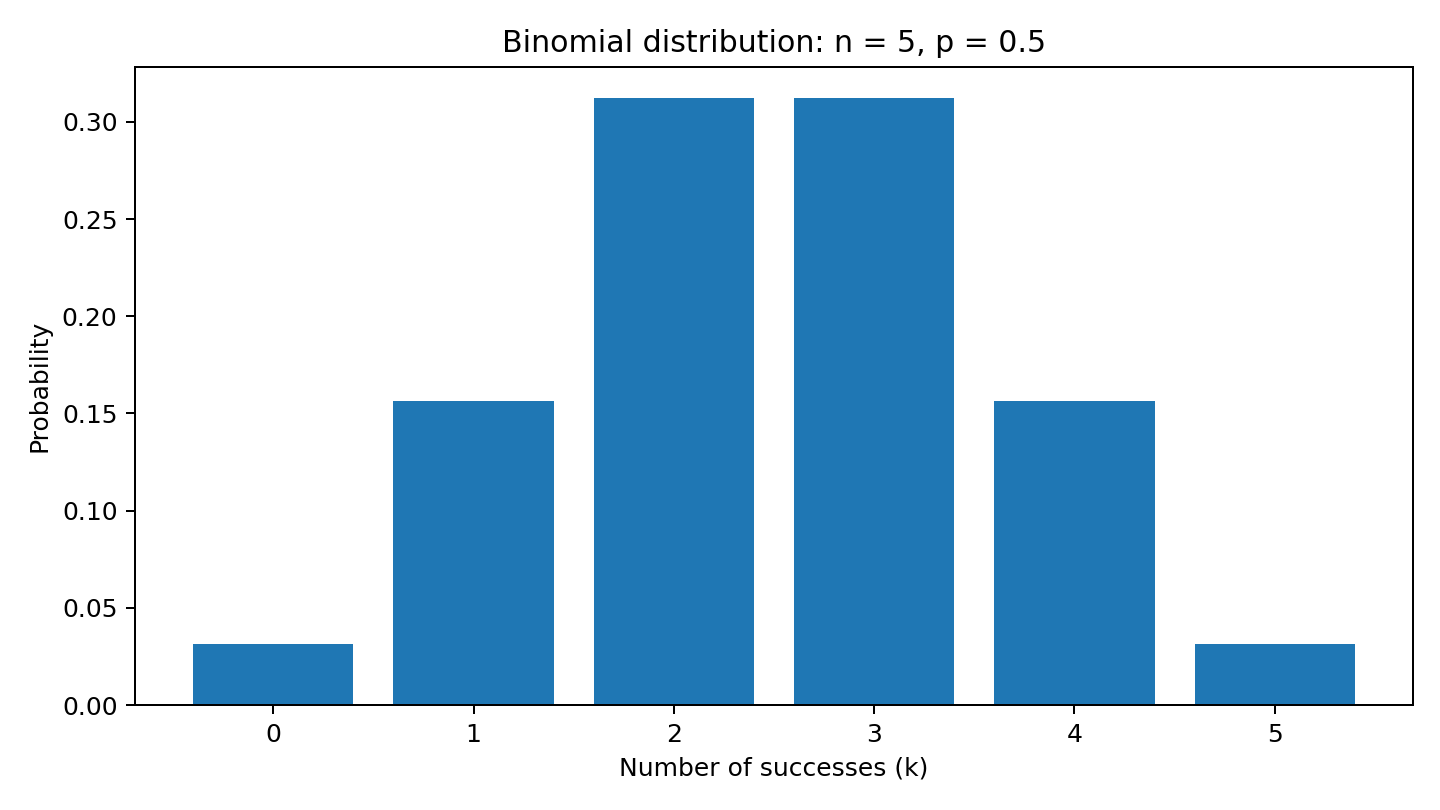 Binomial distribution: n = 5, p = 0.5
0.30
0.25
0.20
0.15
0.10
0.05
0.00
Probability
0 1 2 3 4 5
Number of successes (k)